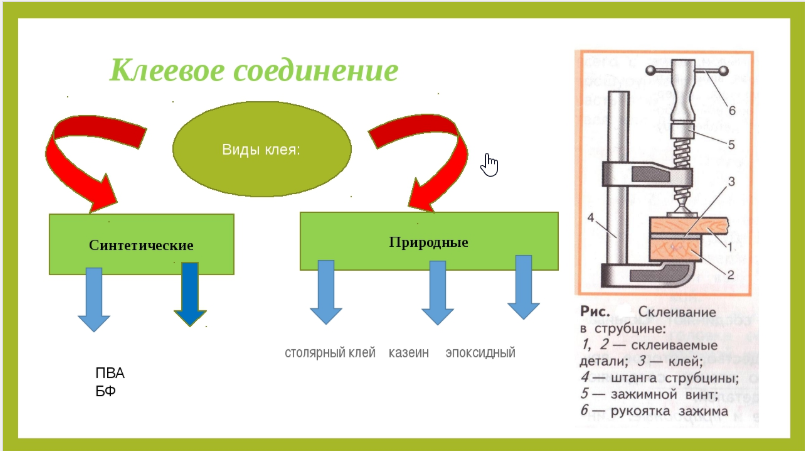 Клеевое соединение
Виды клея:
Синтетические
Природные
ПВА
БФ
столярный клей казеин эпоксидный
6
5
3
4
1
2
Рис. Склеивание
в струбцине:
1, 2 — склеиваемые
детали; 3 — клей;
4 — штанга струбцины;
5 — зажимной винт;
6 — рукоятка зажима